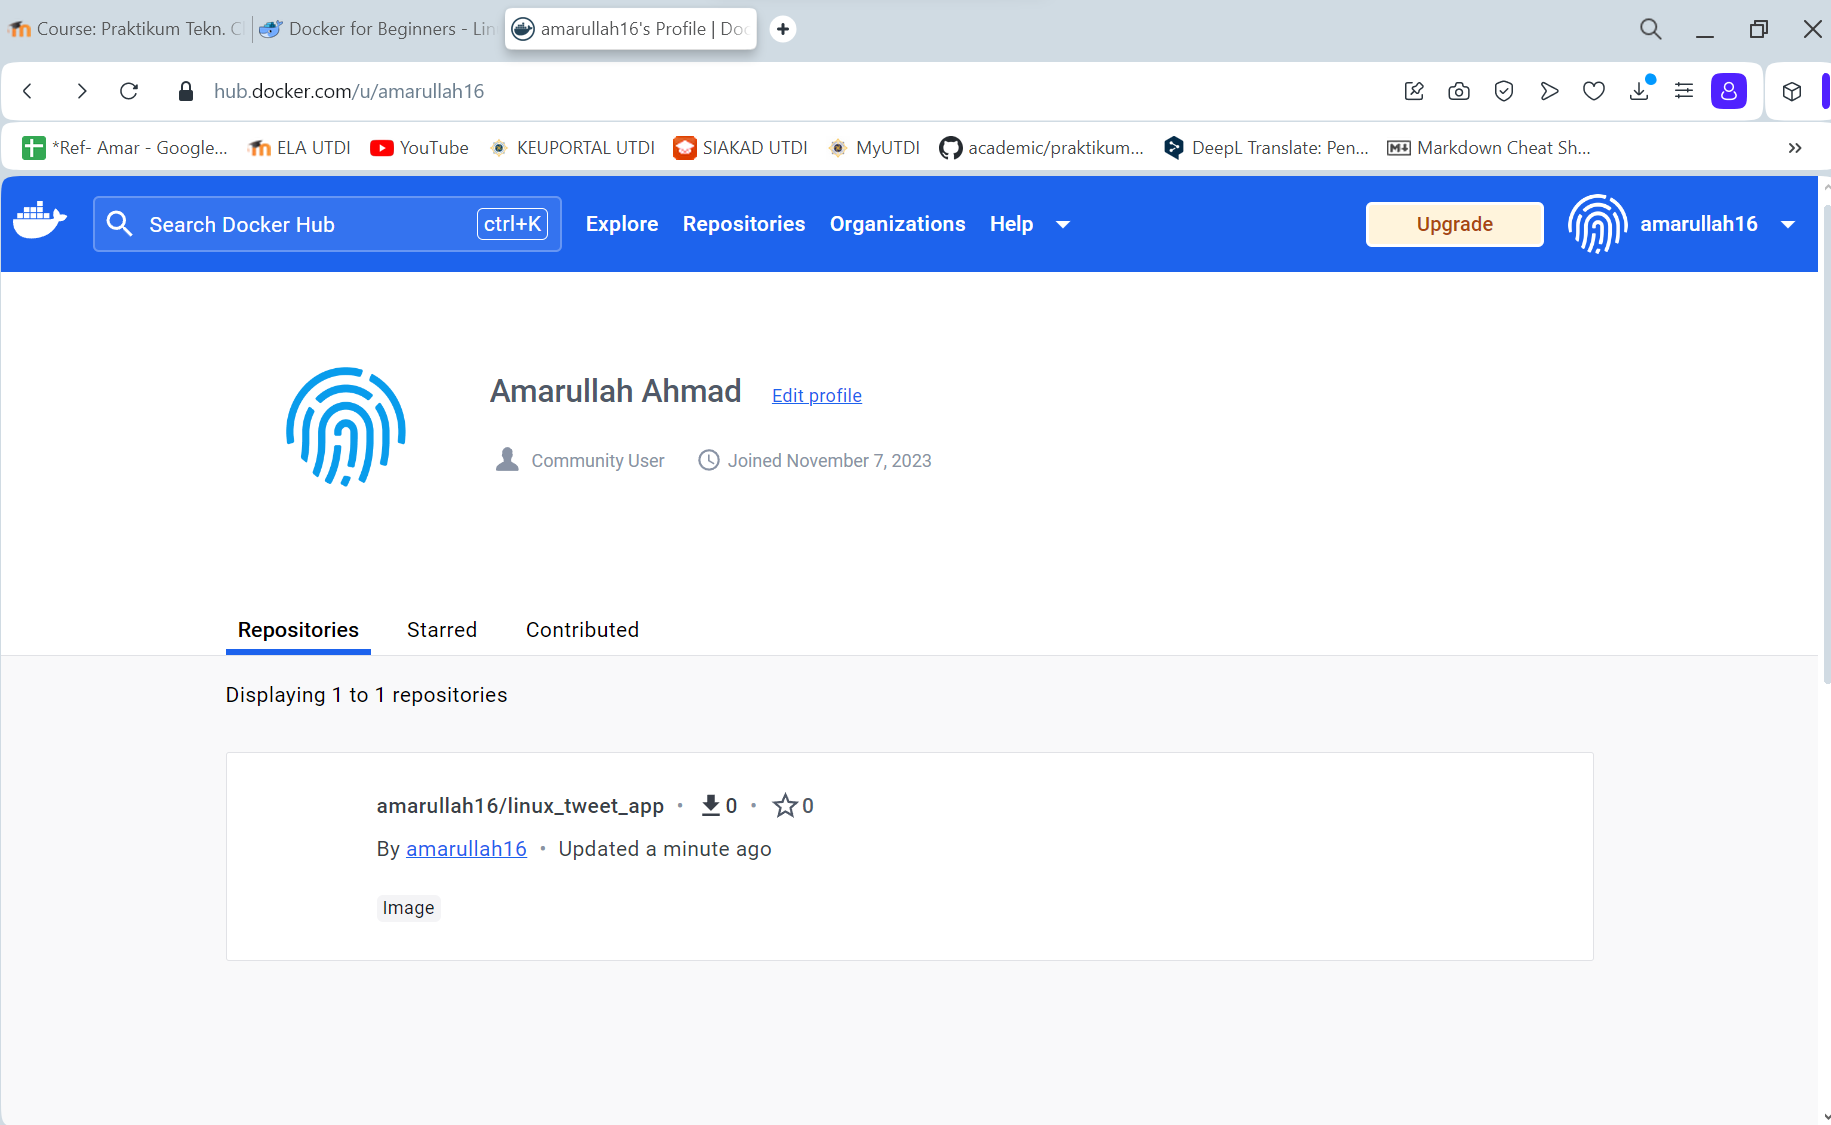 Course: Praktikum Tekn. C
Docker for Beginners - Lin
amarullah16's Profile | Doc
hub.docker.com/u/amarullah16
*Ref- Amar - Google...
ELA UTDI
YouTube
KEUPORTAL UTDI
SIAKAD UTDI
MyUTDI
academic/praktikum...
DeepL Translate: Pen...
M
Markdown Cheat Sh...
Search Docker Hub
ctrl+K
Explore
Repositories
Organizations
Help
Upgrade
amarullah16
Amarullah Ahmad
Edit profile
Community User
Joined November 7, 2023
Repositories
Starred
Contributed
Displaying 1 to 1 repositories
amarullah16/linux_tweet_app • 0 • 0
By amarullah16 • Updated a minute ago
Image